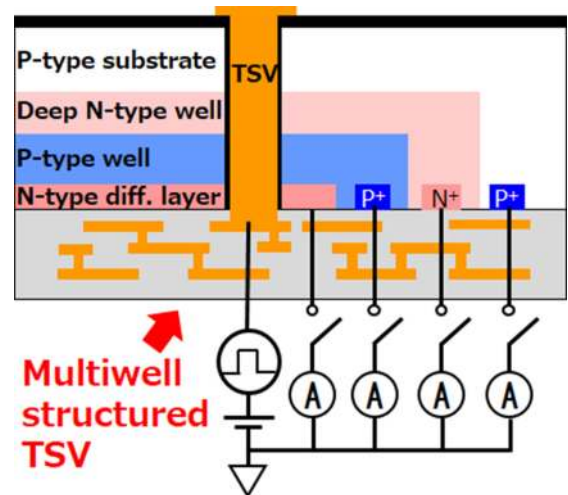 P-type substrate
TSV
Deep N-type well
P-type well
N-type diff. layer
P+
N+
P+
A
A
A
A
Multiwell
structured
TSV